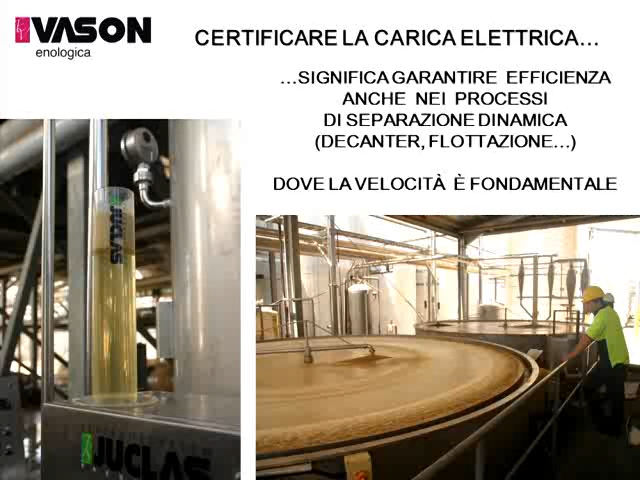 VASON
enologica
CERTIFICARE LA CARICA ELETTRICA…
…SIGNIFICA GARANTIRE EFFICIENZA
ANCHE NEI PROCESSI
DI SEPARAZIONE DINAMICA
(DECANTER, FLOTTAZIONE…)
DOVE LA VELOCITÀ È FONDAMENTALE
JUCLAS
JUCLAS